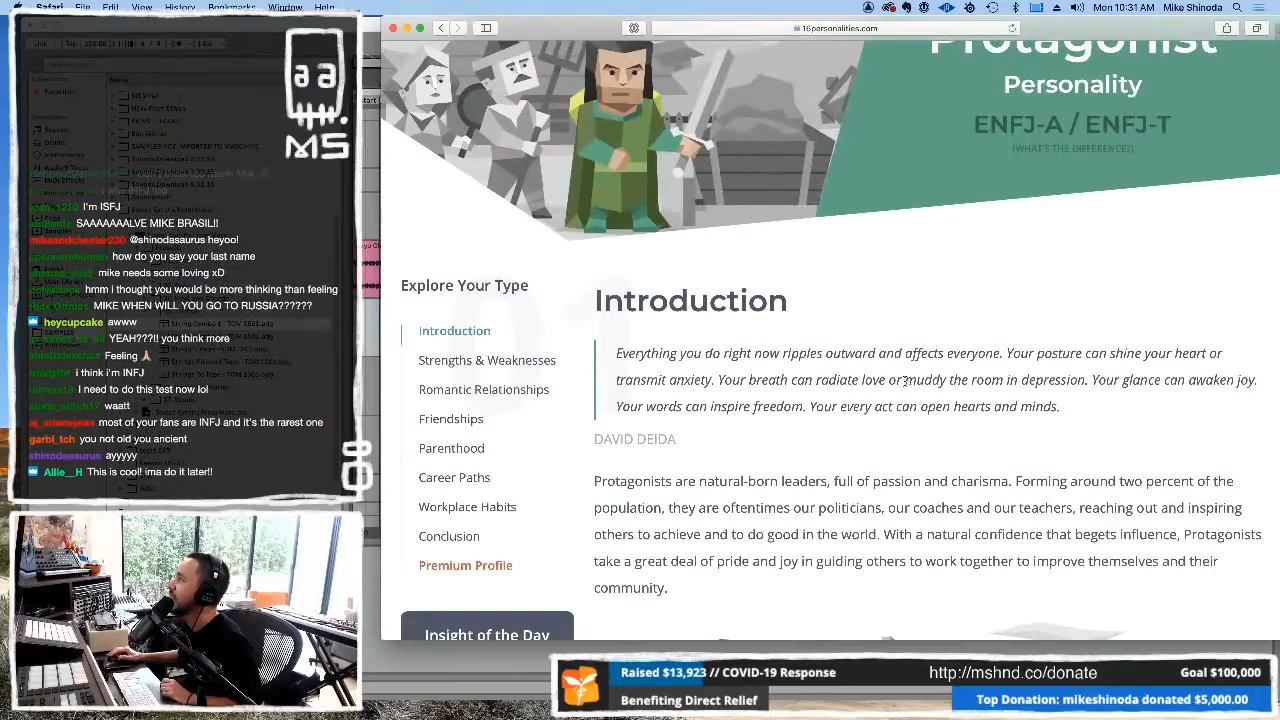 Safari File Edit View History Bookmarks Window Help
Mon 10:31 AM Mike Shinoda
16personalities.com
Protagonist
Personality
ENFJ-A / ENFJ-T
(WHAT'S THE DIFFERENCE?)
MS
Name
I'm ISFJ
SAAAAAALVE MIKE BRASIL!!
mikeandchester230 @shinodasaurus heyoo!
how do you say your last name
mike needs some loving xD
hmm i thought you would be more thinking than feeling
MIKE WHEN WILL YOU GO TO RUSSIA??????
heycupcake awww
YEAH???!! you think more
Feeling
i think i'm INFJ
mimaa19 I need to do this test now lol
waatt
aj_arianejean most of your fans are INFJ and it's the rarest one
garbi_tch you not old you ancient
shinodasaurus ayyyyy
Allie__H This is cool! ima do it later!!
Explore Your Type
Introduction
Strengths & Weaknesses
Romantic Relationships
Friendships
Parenthood
Career Paths
Workplace Habits
Conclusion
Premium Profile
Insight of the Day
Introduction
Everything you do right now ripples outward and affects everyone. Your posture can shine your heart or
transmit anxiety. Your breath can radiate love or muddy the room in depression. Your glance can awaken joy.
Your words can inspire freedom. Your every act can open hearts and minds.
DAVID DEIDA
Protagonists are natural-born leaders, full of passion and charisma. Forming around two percent of the
population, they are oftentimes our politicians, our coaches and our teachers, reaching out and inspiring
others to achieve and to do good in the world. With a natural confidence that begets influence, Protagonists
take a great deal of pride and joy in guiding others to work together to improve themselves and their
community.
Raised $13,923 // COVID-19 Response
http://mshnd.co/donate
Goal $100,000
Benefiting Direct Relief
Top Donation: mikeshinoda donated $5,000.00